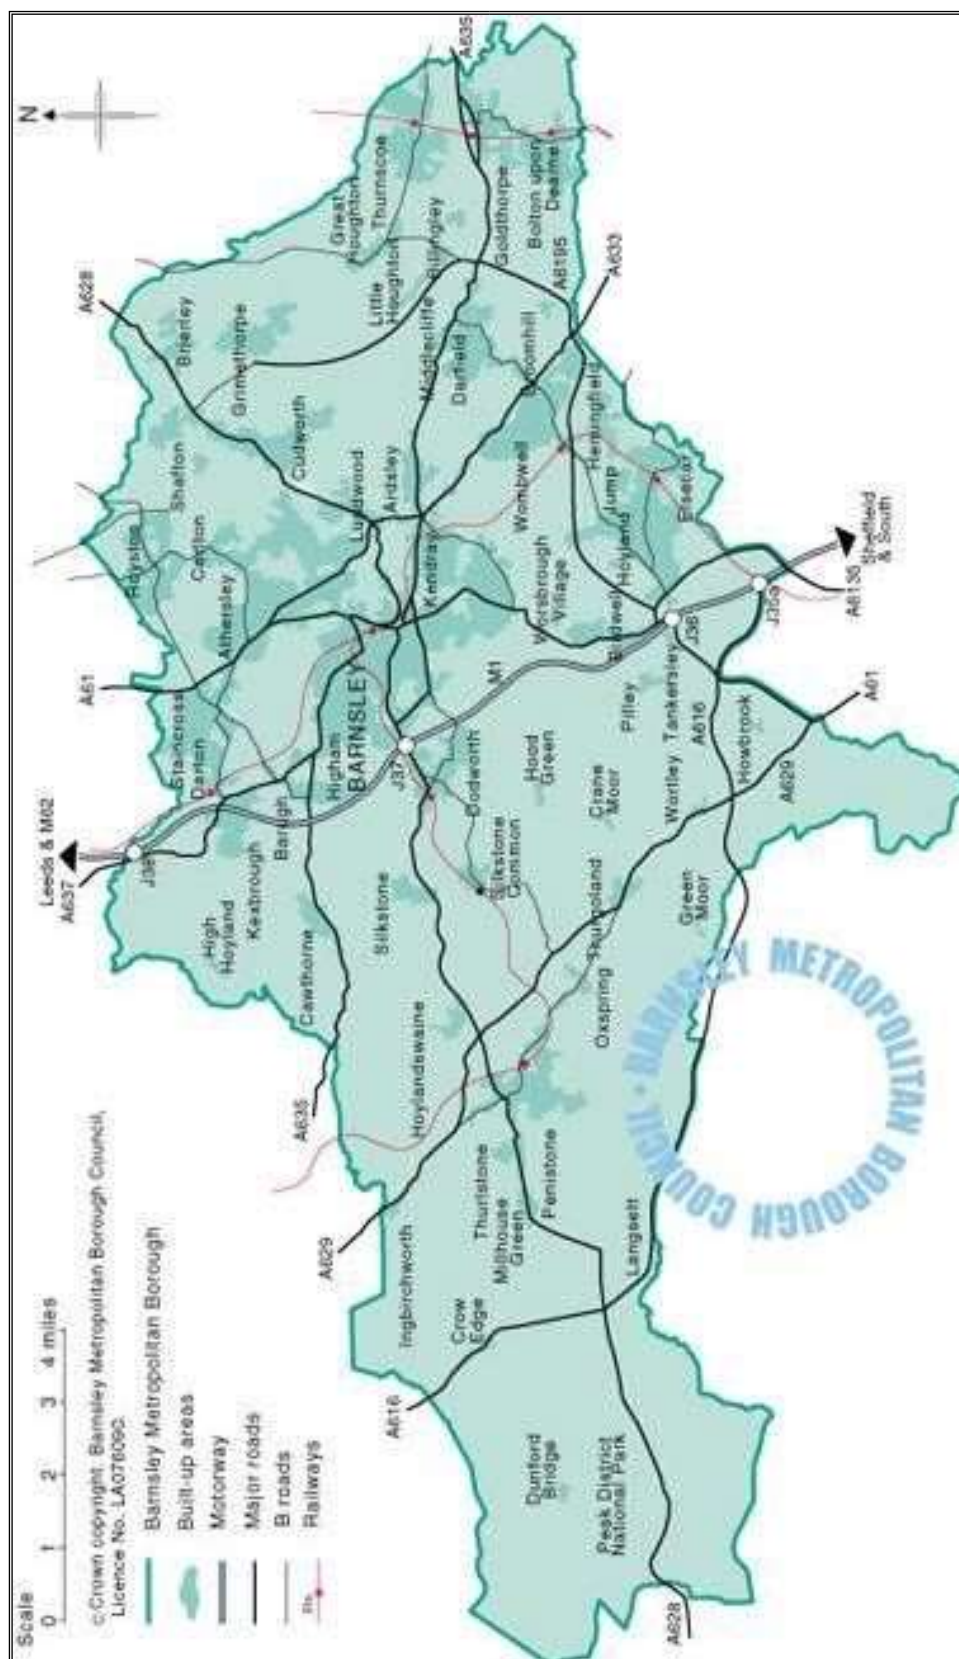 Scale
0 1 2 3 4 miles
©Crown copyright. Barnsley Metropolitan Borough Council,
Licence No. LA076090.
Barnsley Metropolitan Borough
Built-up areas
Motorway
Major roads
B roads
Railways
Sta
N
Leeds & M62
A637
J38
A61
A628
A635
Royston
Shafton
Carlton
Athersley
Staincross
Darton
Brierley
Grimethorpe
Cudworth
Great
Houghton
Thurnscoe
Little
Houghton
Billingley
Middlecliffe
Darfield
Goldthorpe
Bolton upon
Dearne
A6195
A633
Broomhill
Lundwood
Ardsley
Kendray
Wombwell
Hemingfield
Jump
Hoyland
Elsecar
Worsbrough
Village
Birdwell
High
Hoyland
Kexbrough
Barugh
Higham
BARNSLEY
J37
M1
Dodworth
Hood
Green
Pilley
Tankersley
J36
J35a
Sheffield
& South
A6135
A61
A616
Howbrook
Wortley
A629
Crane
Moor
Cawthorne
Silkstone
Silkstone
Common
Thurgoland
Green
Moor
Oxspring
Hoylandswaine
A635
A629
Ingbirchworth
Thurlstone
Millhouse
Green
Penistone
Langsett
Crow
Edge
A616
Dunford
Bridge
Peak District
National Park
A628
BARNSLEY METROPOLITAN BOROUGH COUNCIL